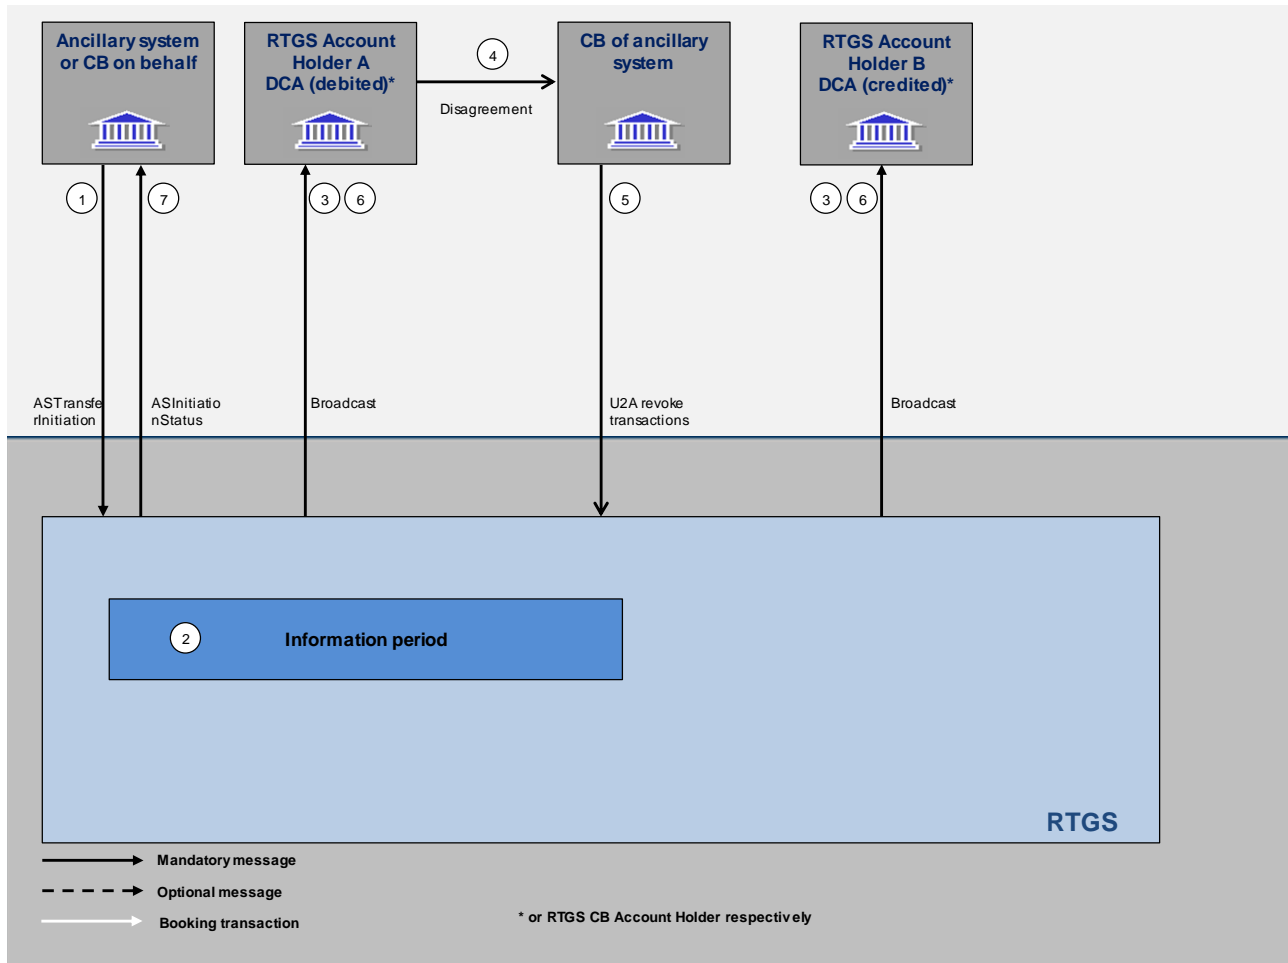 Ancillary system
or CB on behalf
RTGS Account
Holder A
DCA (debited)*
4
Disagreement
CB of ancillary
system
RTGS Account
Holder B
DCA (credited)*
1
7
3
6
5
3
6
ASTransfe
rInitiation
ASInitiatio
nStatus
Broadcast
U2A revoke
transactions
Broadcast
2
Information period
RTGS
Mandatory message
Optional message
Booking transaction
* or RTGS CB Account Holder respectively